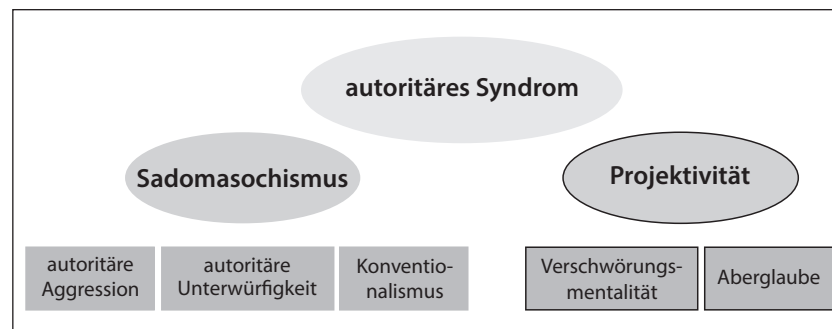 autoritäres Syndrom
Sadomasochismus
Projektivität
autoritäre
Aggression
autoritäre
Unterwürfigkeit
Konventio-
nalismus
Verschwörungs-
mentalität
Aberglaube